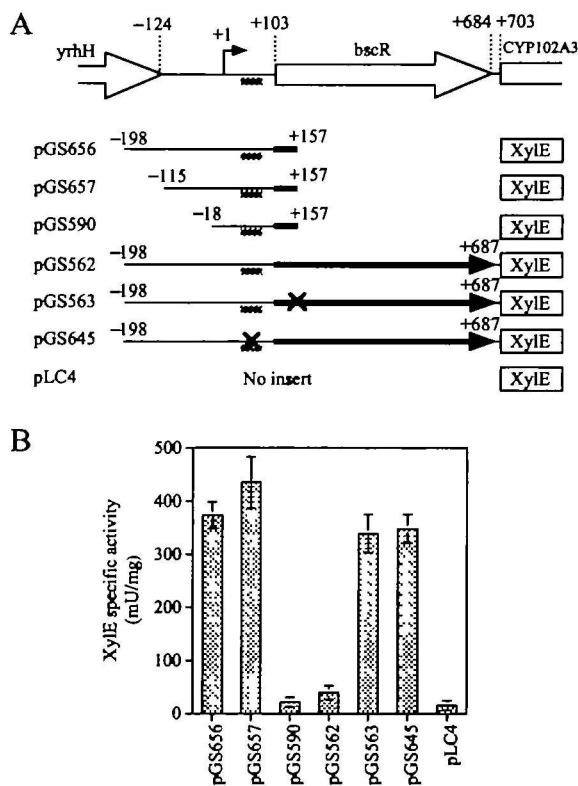 A
−124
+1
+103
+684
+703
yrhH
bscR
CYP102A3
pGS656
−198
+157
XylE
pGS657
−115
+157
XylE
pGS590
−18
+157
XylE
pGS562
−198
+687
XylE
pGS563
−198
+687
XylE
pGS645
−198
+687
XylE
pLC4
No insert
XylE
B
XylE specific activity
(mU/mg)
500
400
300
200
100
0
pGS656
pGS657
pGS590
pGS562
pGS563
pGS645
pLC4